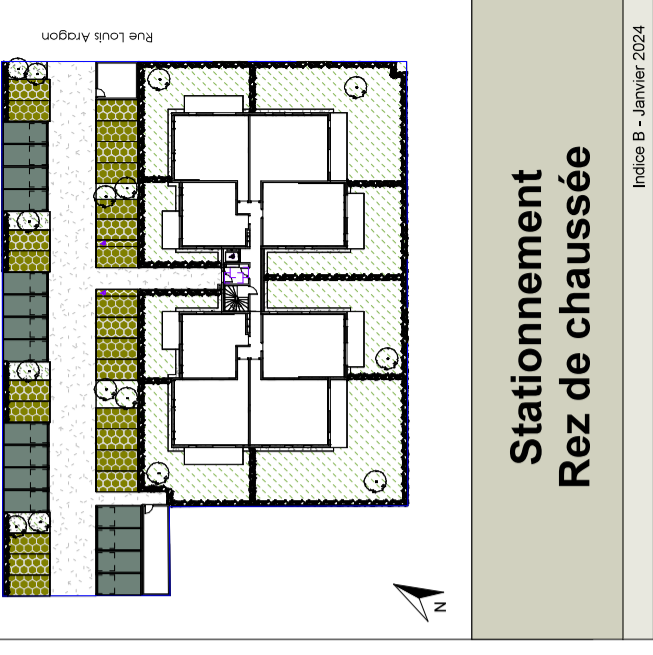 Rue Louis Aragon
Stationnement
Rez de chaussée
Indice B - Janvier 2024
N